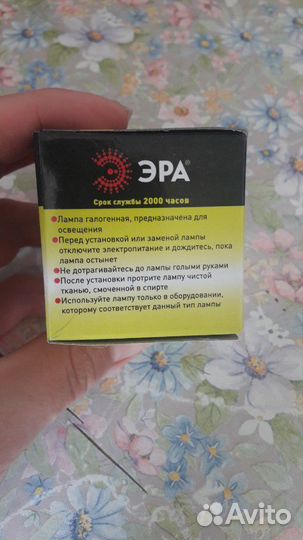 ЭРА®
Срок службы 2000 часов
Лампа галогенная, предназначена для
освещения
Перед установкой или заменой лампы
отключите электропитание и дождитесь, пока
лампа остынет
Не дотрагивайтесь до лампы голыми руками
После установки протрите лампу чистой
тканью, смоченной в спирте
Используйте лампу только в оборудовании,
которому соответствует данный тип лампы
Avito